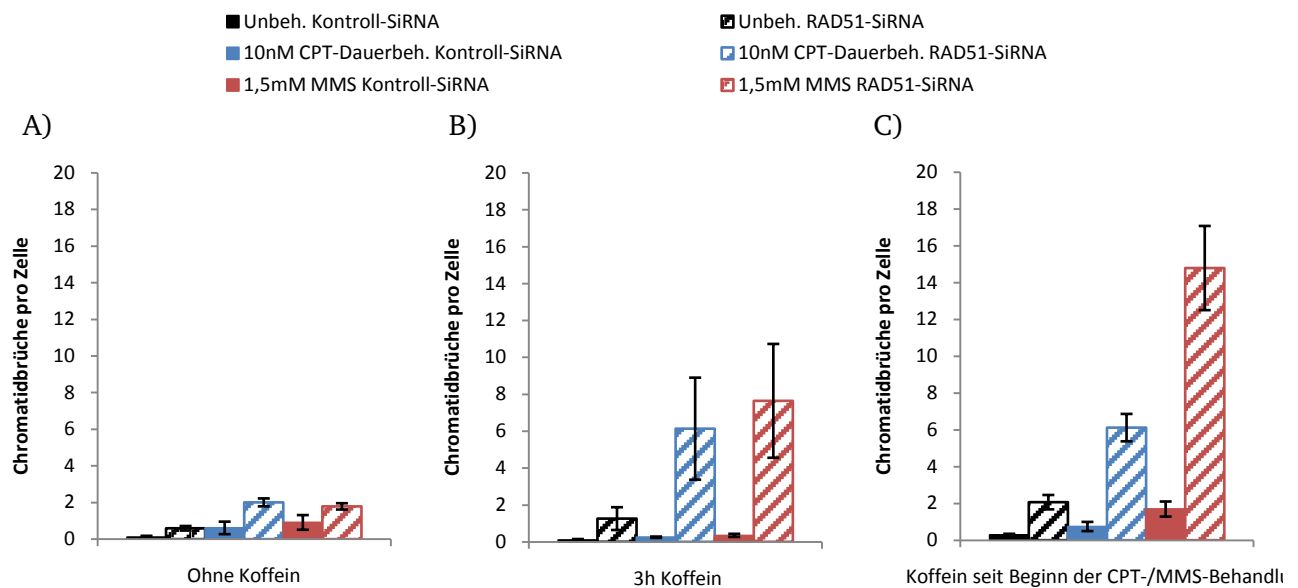 Unbeh. Kontroll-SiRNA
Unbeh. RAD51-SiRNA
10nM CPT-Dauerbeh. Kontroll-SiRNA
10nM CPT-Dauerbeh. RAD51-SiRNA
1,5mM MMS Kontroll-SiRNA
1,5mM MMS RAD51-SiRNA
A)
Chromatidbrüche pro Zelle
20
18
16
14
12
10
8
6
4
2
0
Ohne Koffein
B)
Chromatidbrüche pro Zelle
20
18
16
14
12
10
8
6
4
2
0
3h Koffein
C)
Chromatidbrüche pro Zelle
20
18
16
14
12
10
8
6
4
2
0
Koffein seit Beginn der CPT-/MMS-Behandlu